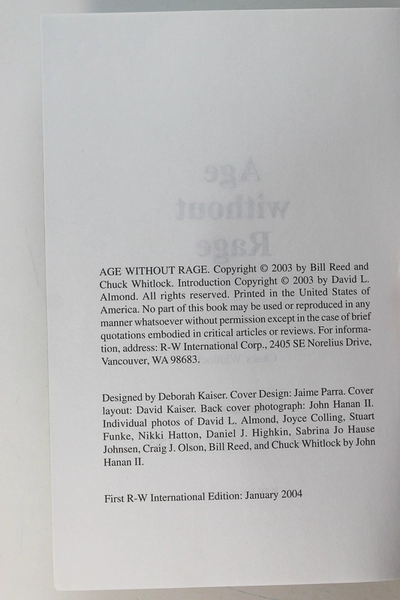 Age
without
Rage
AGE WITHOUT RAGE. Copyright © 2003 by Bill Reed and
Chuck Whitlock. Introduction Copyright © 2003 by David L.
Almond. All rights reserved. Printed in the United States of
America. No part of this book may be used or reproduced in any
manner whatsoever without permission except in the case of brief
quotations embodied in critical articles or reviews. For informa-
tion, address: R-W International Corp., 2405 SE Norelius Drive,
Vancouver, WA 98683.
Designed by Deborah Kaiser. Cover Design: Jaime Parra. Cover
layout: David Kaiser. Back cover photograph: John Hanan II.
Individual photos of David L. Almond, Joyce Colling, Stuart
Funke, Nikki Hatton, Daniel J. Highkin, Sabrina Jo Hause
Johnsen, Craig J. Olson, Bill Reed, and Chuck Whitlock by John
Hanan II.
First R-W International Edition: January 2004